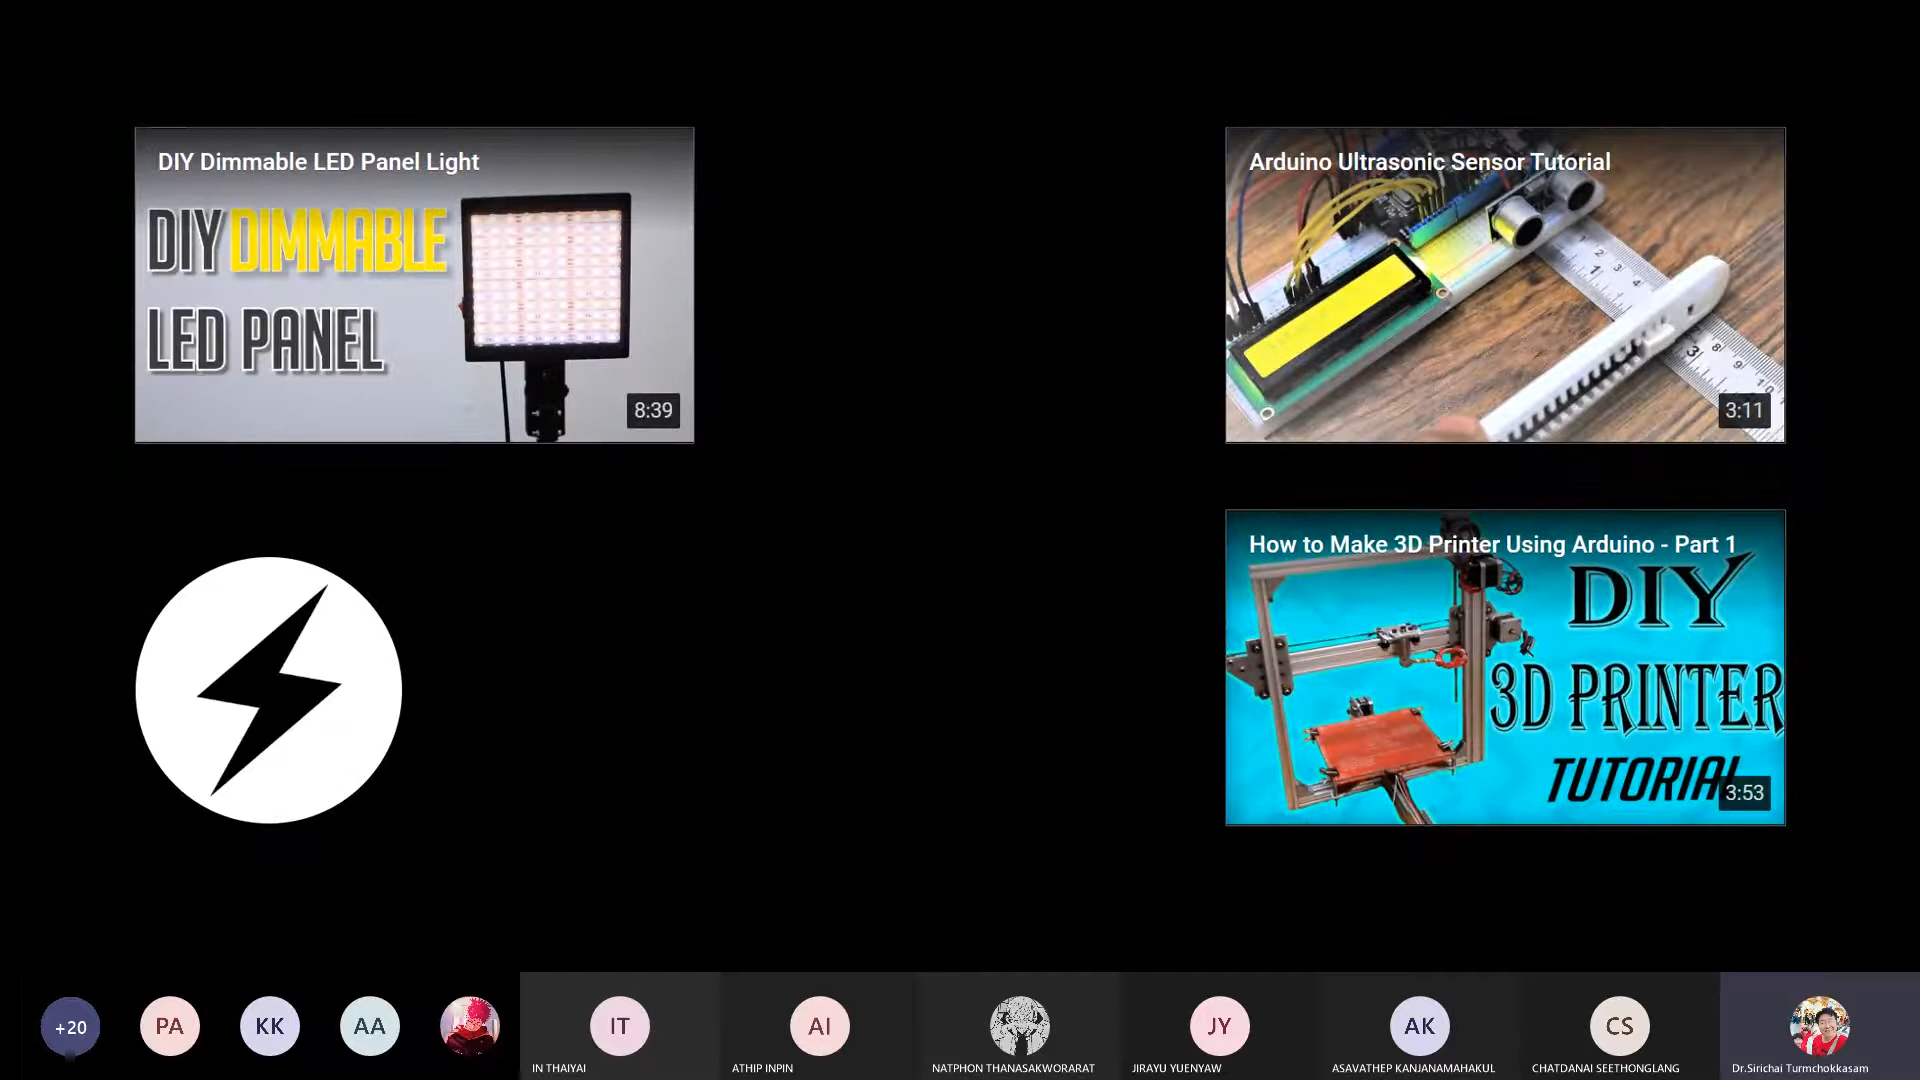 DIY Dimmable LED Panel Light
DIY DIMMABLE
LED PANEL
8:39
Arduino Ultrasonic Sensor Tutorial
3:11
How to Make 3D Printer Using Arduino - Part 1
DIY
3D PRINTER
TUTORIAL
3:53
+20
PA
KK
AA
IT
IN THAIYAI
AI
ATHIP INPIN
NATPHON THANASAKWORARAT
JY
JIRAYU YUENYAW
AK
ASAVATHEP KANJANAMAHAKUL
CS
CHATDANAI SEETHONGLANG
Dr.Sirichai Turmchokkasam